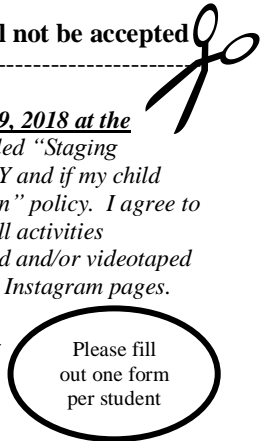 l not be accepted
9, 2018 at the
led “Staging
Y and if my child
n” policy.  I agree to
ll activities
d and/or videotaped
Instagram pages.
Please fill
out one form
per student